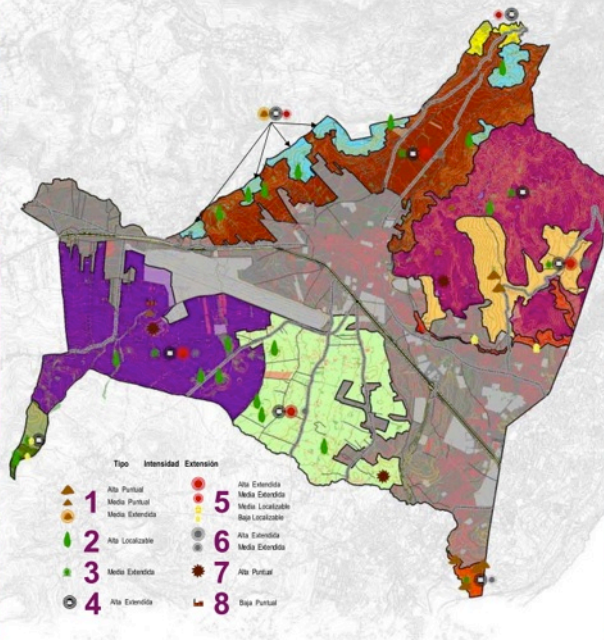 Tipo Intensidad Extensión
1 Alta Puntual
Media Puntual
Media Extendida
2 Alta Localizable
3 Media Extendida
4 Alta Extendida
5 Alta Extendida
Media Extendida
Media Localizable
Baja Localizable
6 Alta Extendida
Media Extendida
7 Alta Puntual
8 Baja Puntual